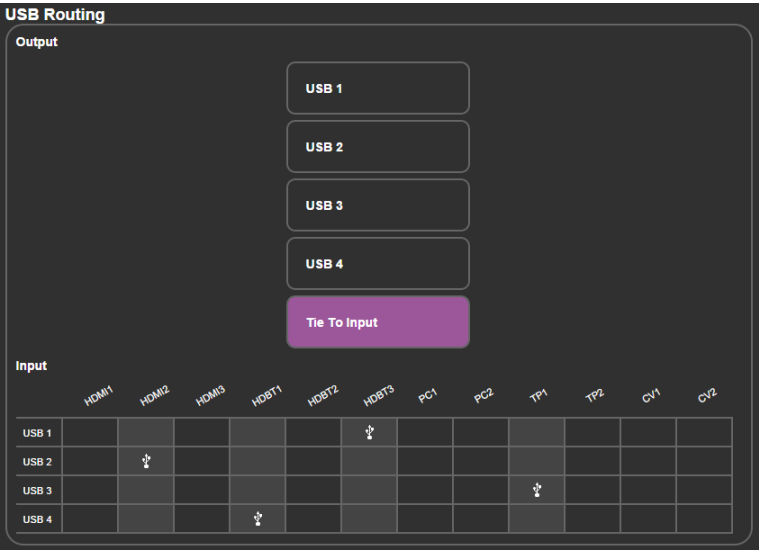 USB Routing
Output
USB 1
USB 2
USB 3
USB 4
Tie To Input
Input
HDMI1 HDMI2 HDMI3 HDBT1 HDBT2 HDBT3 PC1 PC2 TP1 TP2 CV1 CV2
USB 1
USB 2
USB 3
USB 4